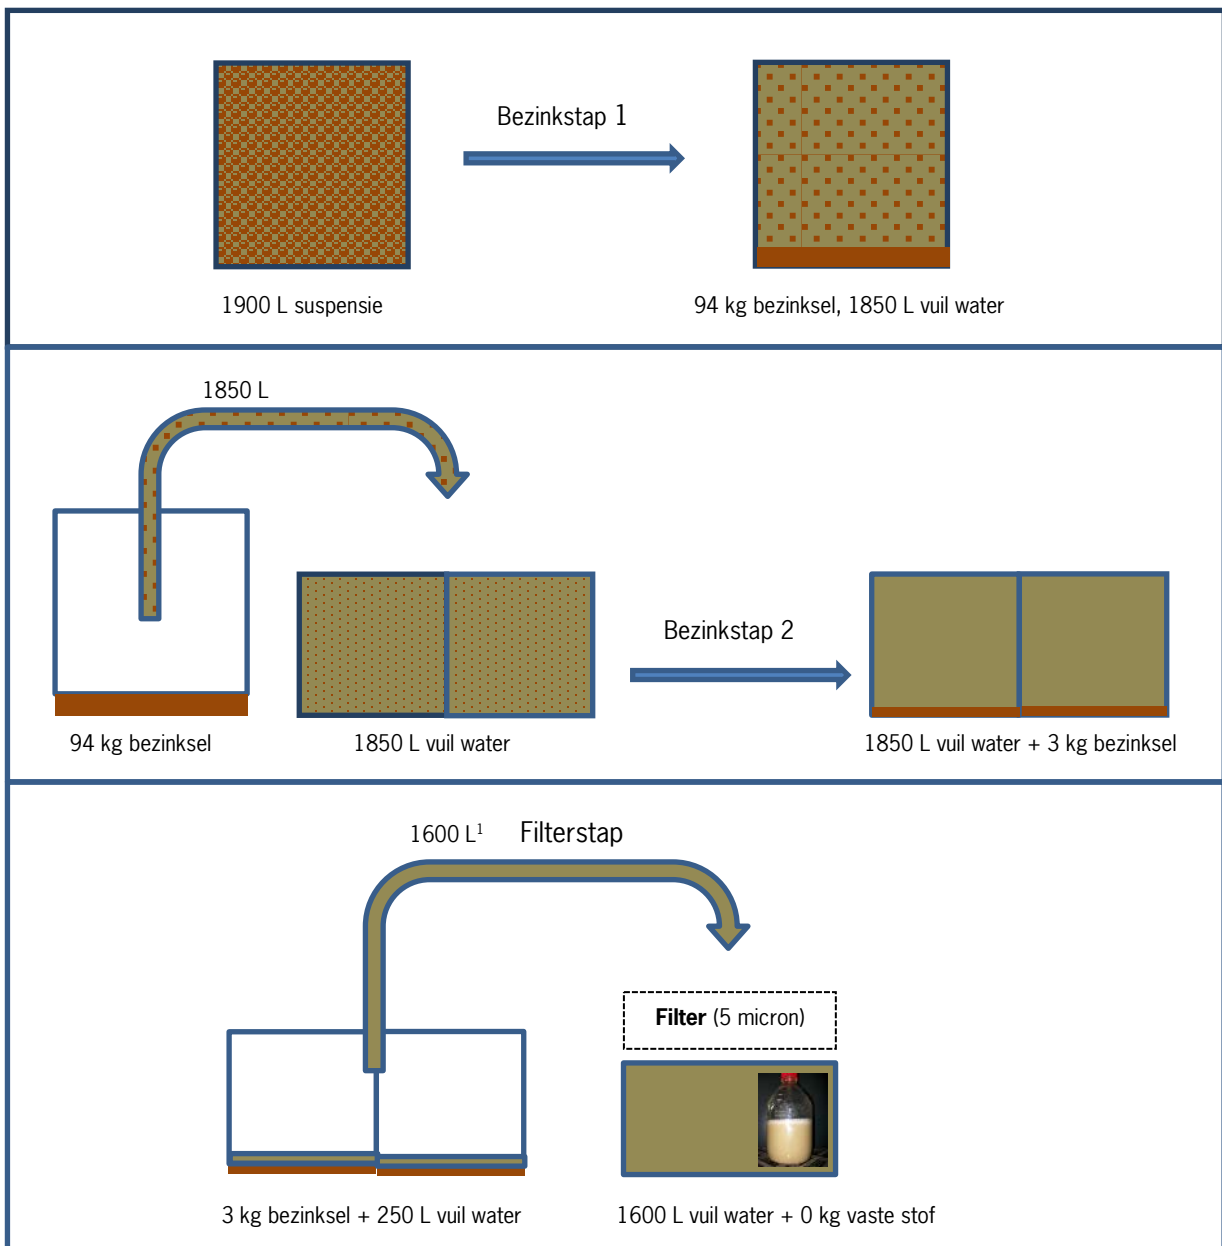 Bezinkstap 1
1900 L suspensie
94 kg bezinksel, 1850 L vuil water
1850 L
Bezinkstap 2
94 kg bezinksel
1850 L vuil water
1850 L vuil water + 3 kg bezinksel
1600 L¹ Filterstap
Filter (5 micron)
3 kg bezinksel + 250 L vuil water
1600 L vuil water + 0 kg vaste stof